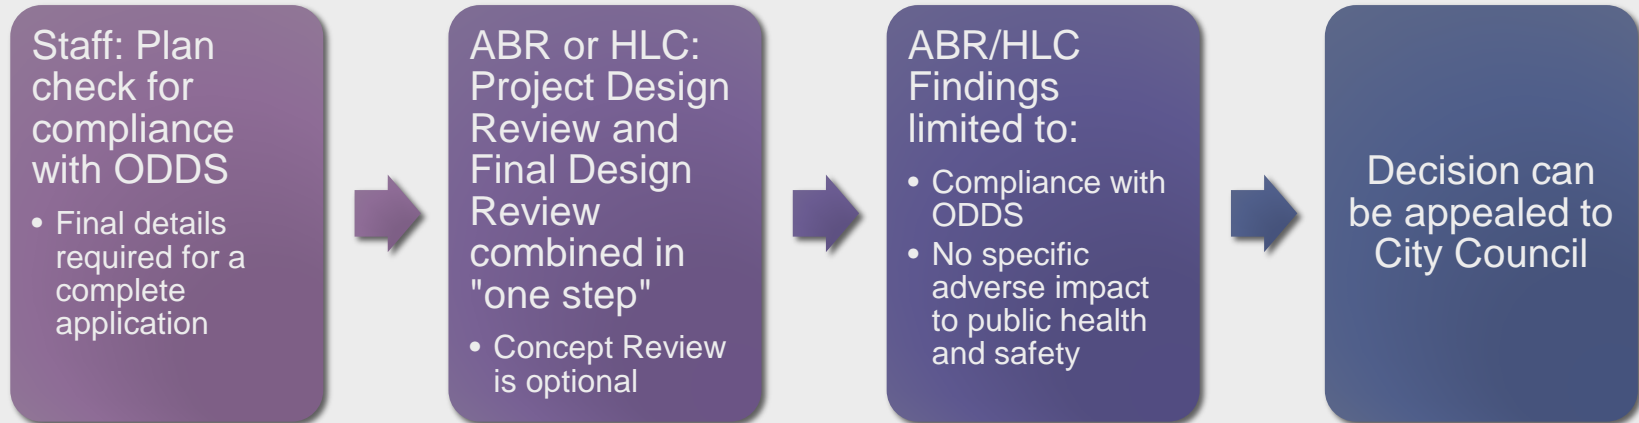 Staff: Plan
check for
compliance
with ODDS
• Final details
required for a
complete
application
ABR or HLC:
Project Design
Review and
Final Design
Review
combined in
"one step"
• Concept Review
is optional
ABR/HLC
Findings
limited to:
• Compliance with
ODDS
• No specific
adverse impact
to public health
and safety
Decision can
be appealed to
City Council